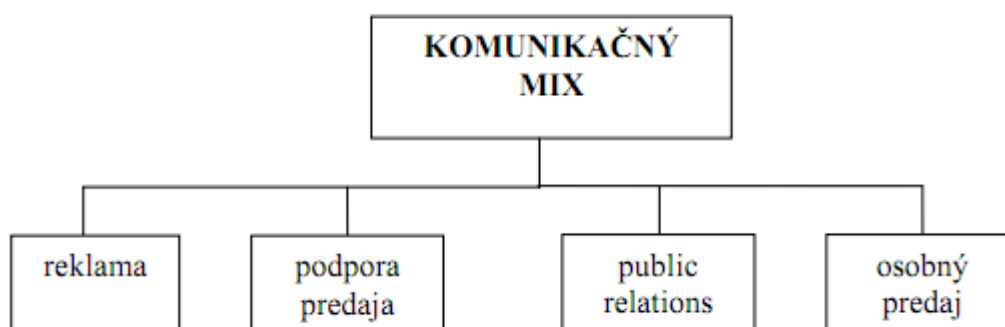 KOMUNIKAČNÝ
MIX
reklama
podpora
predaja
public
relations
osobný
predaj